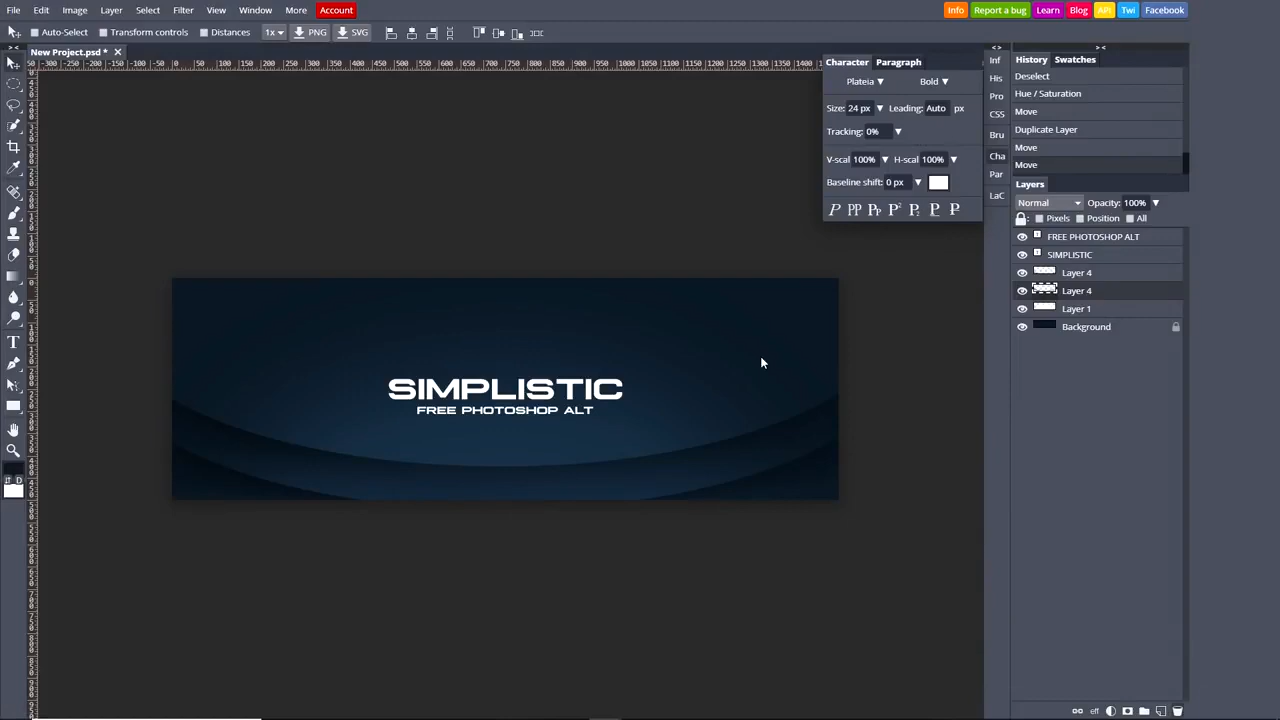 File Edit Image Layer Select Filter View Window More Account
Info Report a bug Learn Blog API Twi Facebook
Auto-Select Transform controls Distances 1x PNG SVG
New Project.psd *
Character Paragraph
Plateia Bold
Size: 24 px Leading: Auto px
Tracking: 0%
V-scal 100% H-scal 100%
Baseline shift: 0 px
Inf
His
Pro
CSS
Bru
Cha
Par
LaC
History Swatches
Deselect
Hue / Saturation
Move
Duplicate Layer
Move
Move
Layers
Normal Opacity: 100%
Pixels Position All
FREE PHOTOSHOP ALT
SIMPLISTIC
Layer 4
Layer 4
Layer 1
Background
SIMPLISTIC
FREE PHOTOSHOP ALT
eff